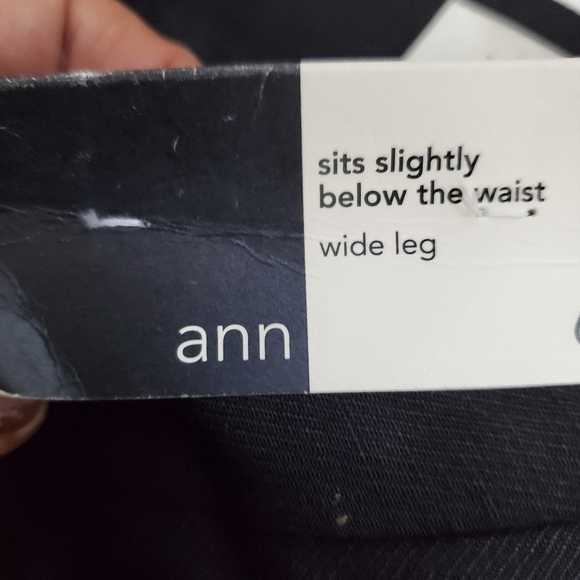 sits slightly
below the waist
wide leg
ann